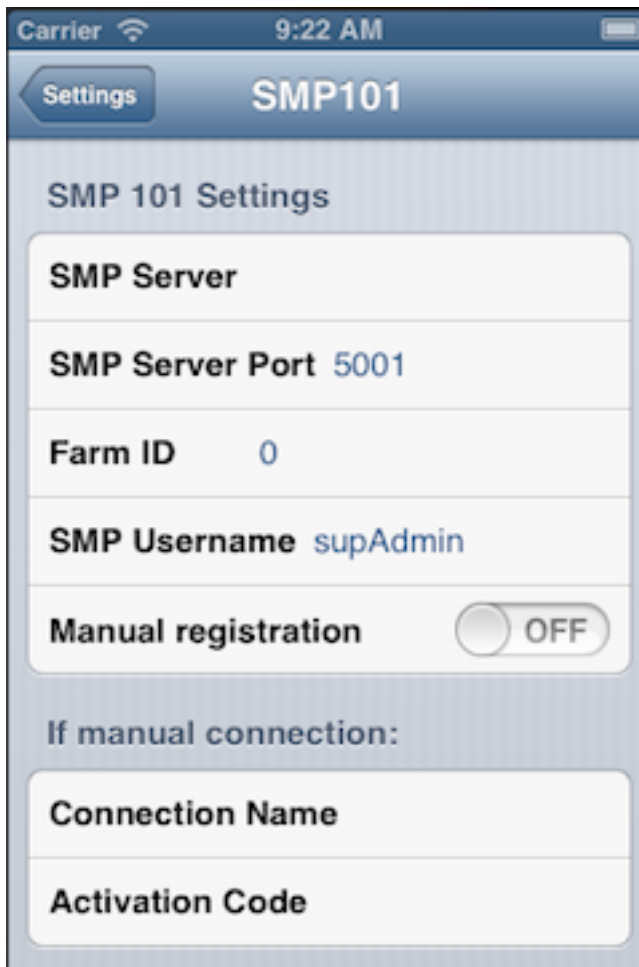 Carrier 9:22 AM
Settings SMP101
SMP 101 Settings
SMP Server
SMP Server Port 5001
Farm ID 0
SMP Username supAdmin
Manual registration OFF
If manual connection:
Connection Name
Activation Code